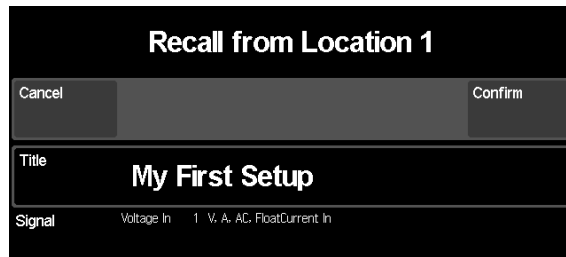 Recall from Location 1
Cancel Confirm
Title My First Setup
Signal Voltage In 1 V, A, AC, FloatCurrent In